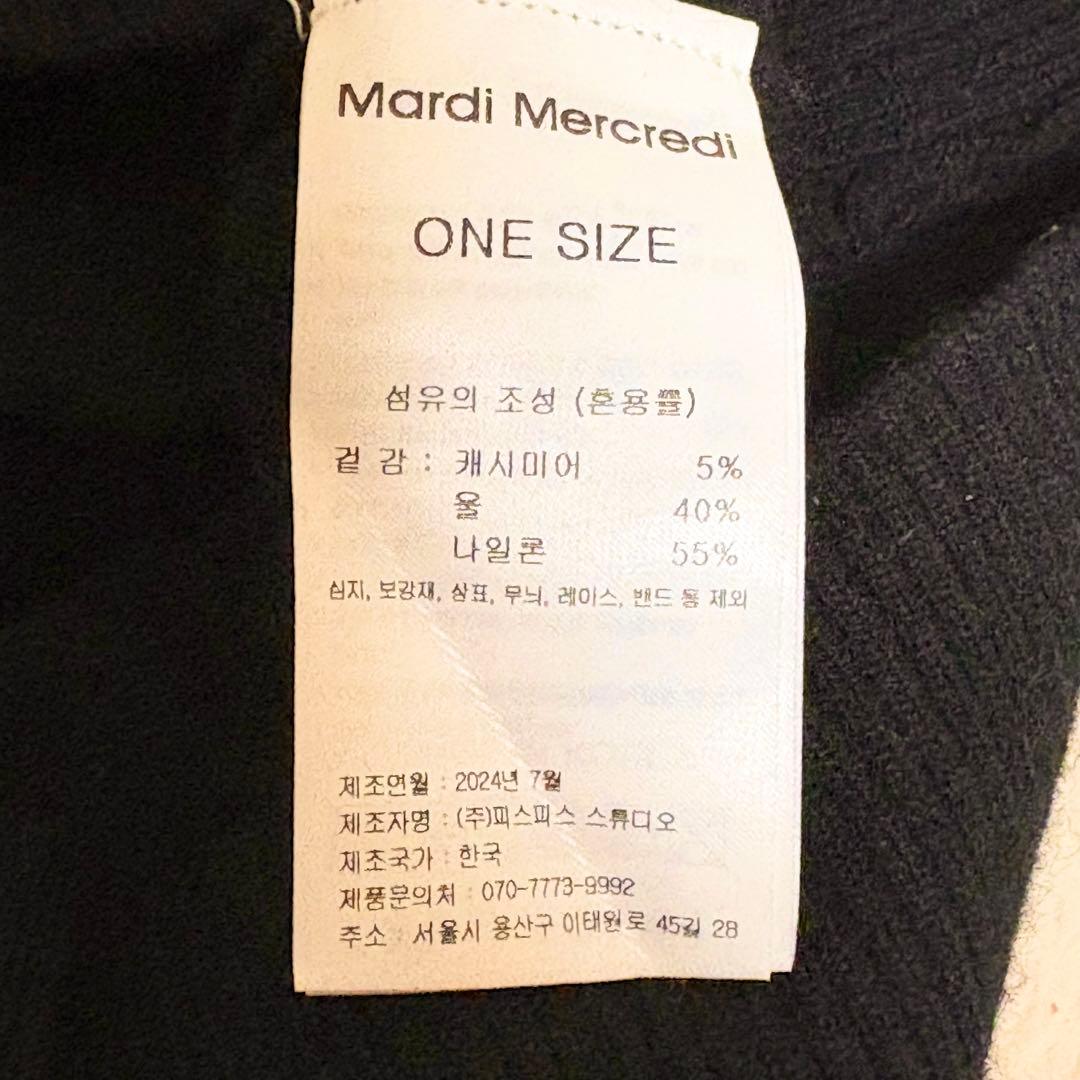 Mardi Mercredi
ONE SIZE
섬유의 조성 (혼용률)
겉 감 : 캐시미어 5%
울 40%
나일론 55%
심지, 보강재, 상표, 무늬, 레이스, 밴드 등 제외
제조연월 : 2024년 7월
제조자명 : (주)피스피스 스튜디오
제조국가 : 한국
제품문의처 : 070-7773-9992
주소 : 서울시 용산구 이태원로 45길 28